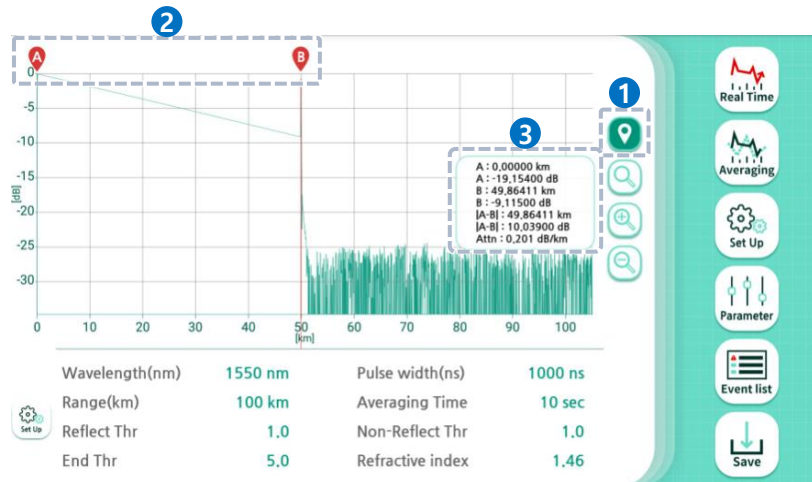 2
A
B
0
-5
-10
-15
-20
-25
-30
[dB]
0 10 20 30 40 50 60 70 80 90 100
[km]
1
3
A : 0,00000 km
A : -19,15400 dB
B : 49,86411 km
B : -9,11500 dB
|A-B| : 49,86411 km
|A-B| : 10,03900 dB
Attn : 0,201 dB/km
Wavelength(nm) 1550 nm Pulse width(ns) 1000 ns
Range(km) 100 km Averaging Time 10 sec
Reflect Thr 1.0 Non-Reflect Thr 1.0
End Thr 5.0 Refractive index 1.46
Set Up
Real Time
Averaging
Set Up
Parameter
Event list
Save